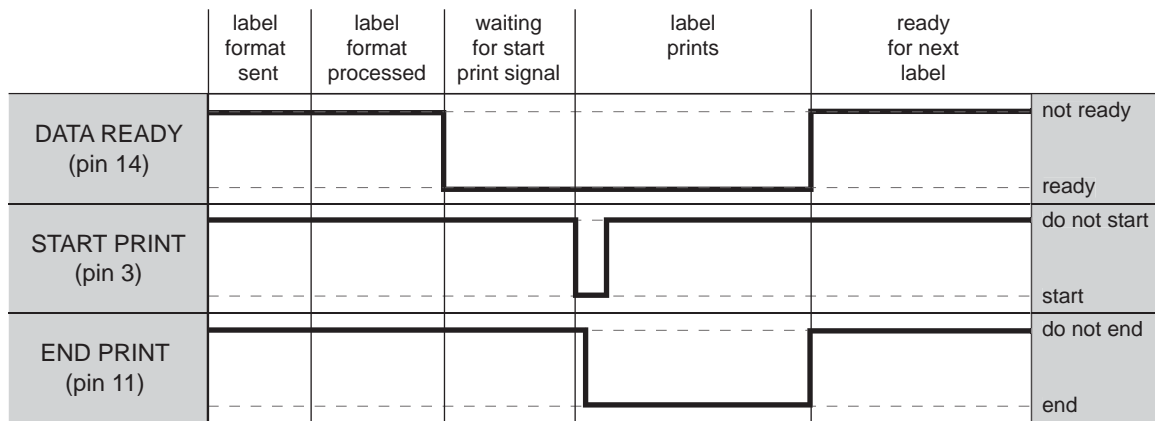 label
format
sent
label
format
processed
waiting
for start
print signal
label
prints
ready
for next
label
DATA READY
(pin 14)
not ready
ready
START PRINT
(pin 3)
do not start
start
END PRINT
(pin 11)
do not end
end